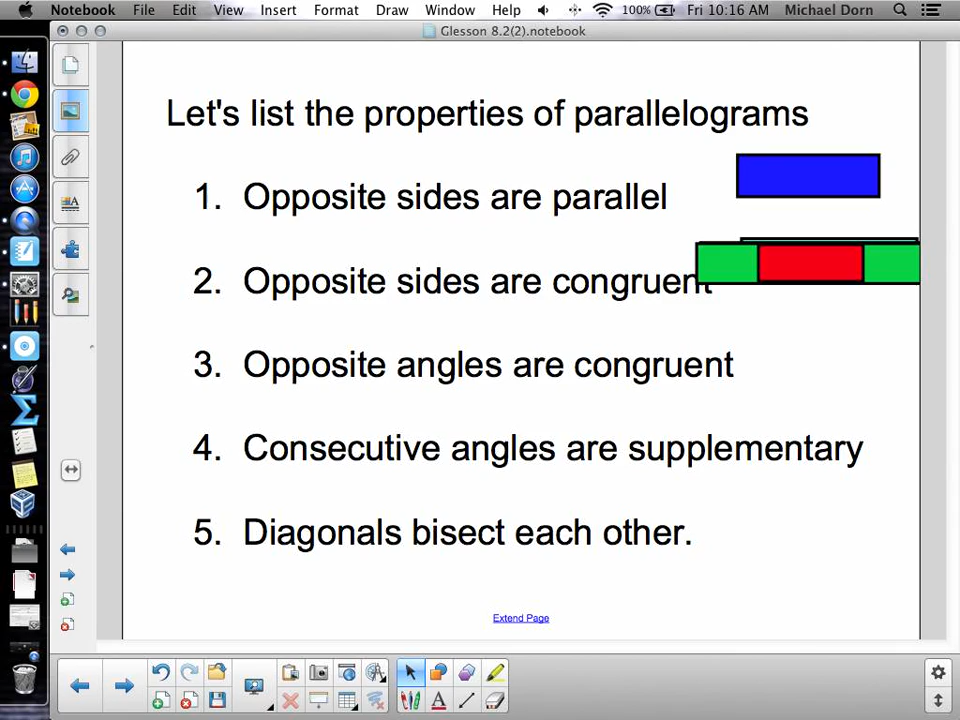 Notebook File Edit View Insert Format Draw Window Help 100% Fri 10:16 AM Michael Dorn
Glesson 8.2(2).notebook
Let's list the properties of parallelograms
1. Opposite sides are parallel
2. Opposite sides are congruent
3. Opposite angles are congruent
4. Consecutive angles are supplementary
5. Diagonals bisect each other.
Extend Page